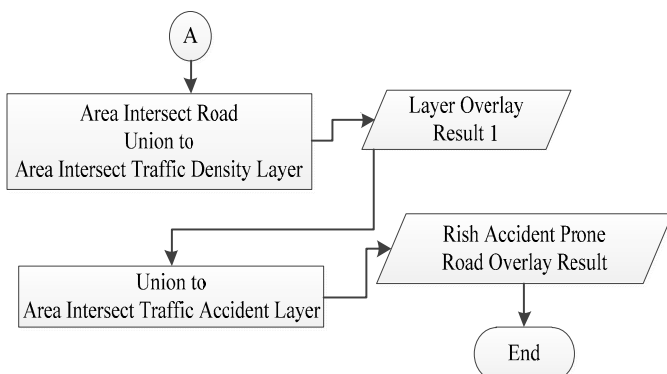 A
Area Intersect Road
Union to
Area Intersect Traffic Density Layer
Layer Overlay
Result 1
Union to
Area Intersect Traffic Accident Layer
Rish Accident Prone
Road Overlay Result
End